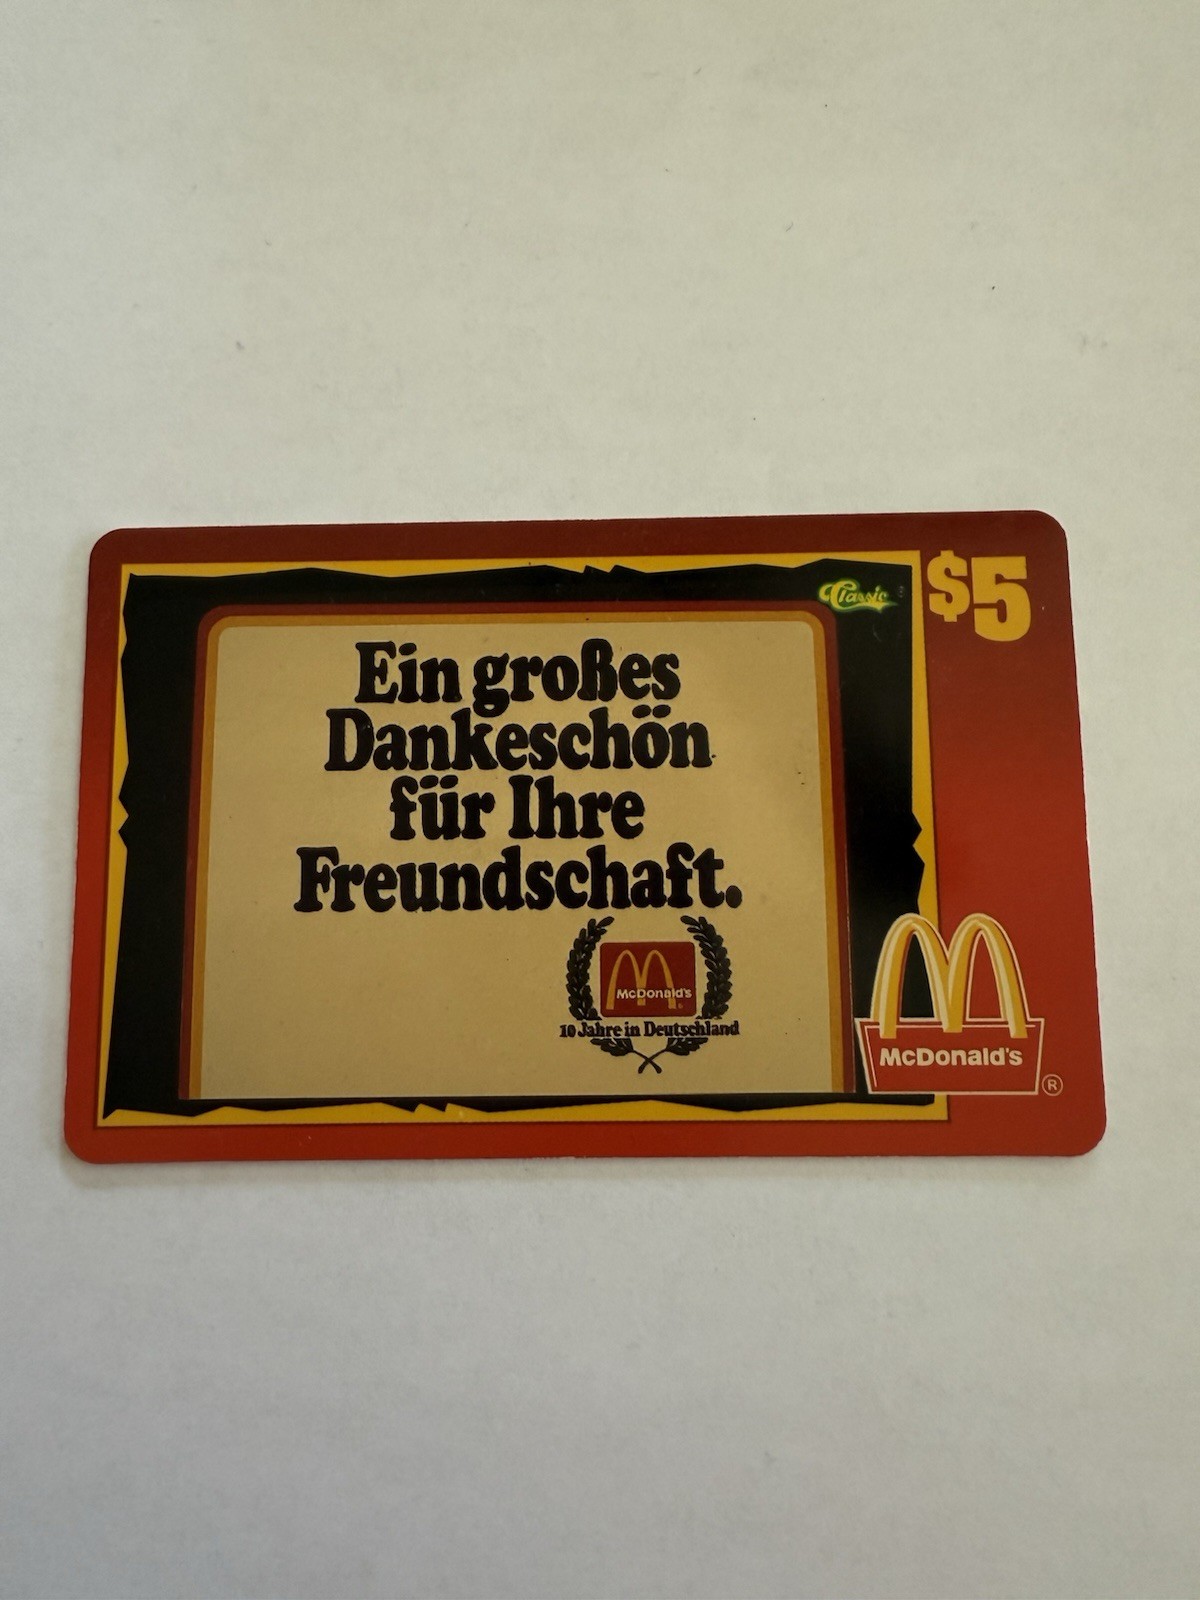 $5
Classic
Ein großes
Dankeschön
für Ihre
Freundschaft.
McDonald's
10 Jahre in Deutschland
McDonald's
®